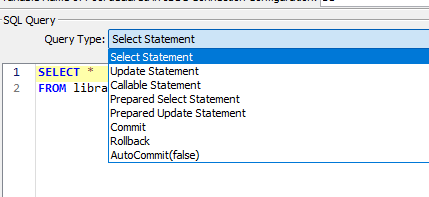 SQL Query
Query Type: Select Statement
Select Statement
Update Statement
Callable Statement
Prepared Select Statement
Prepared Update Statement
Commit
Rollback
AutoCommit(false)
1 SELECT *
2 FROM libra